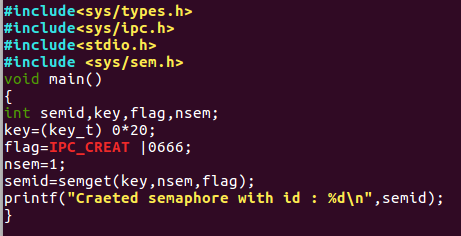 #include<sys/types.h>
#include<sys/ipc.h>
#include<stdio.h>
#include <sys/sem.h>
void main()
{
int semid,key,flag,nsem;
key=(key_t) 0*20;
flag=IPC_CREAT |0666;
nsem=1;
semid=semget(key,nsem,flag);
printf("Craeted semaphore with id : %d\n",semid);
}